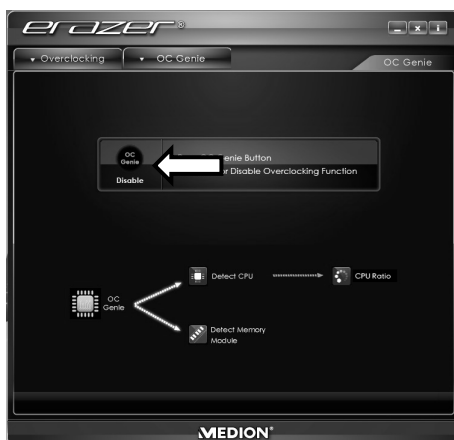 erazer®
Overclocking
OC Genie
OC Genie
OC
Genie
Disable
Genie Button
Disable Overclocking Function
OC
Genie
Detect CPU
CPU Ratio
Detect Memory
Module
MEDION®